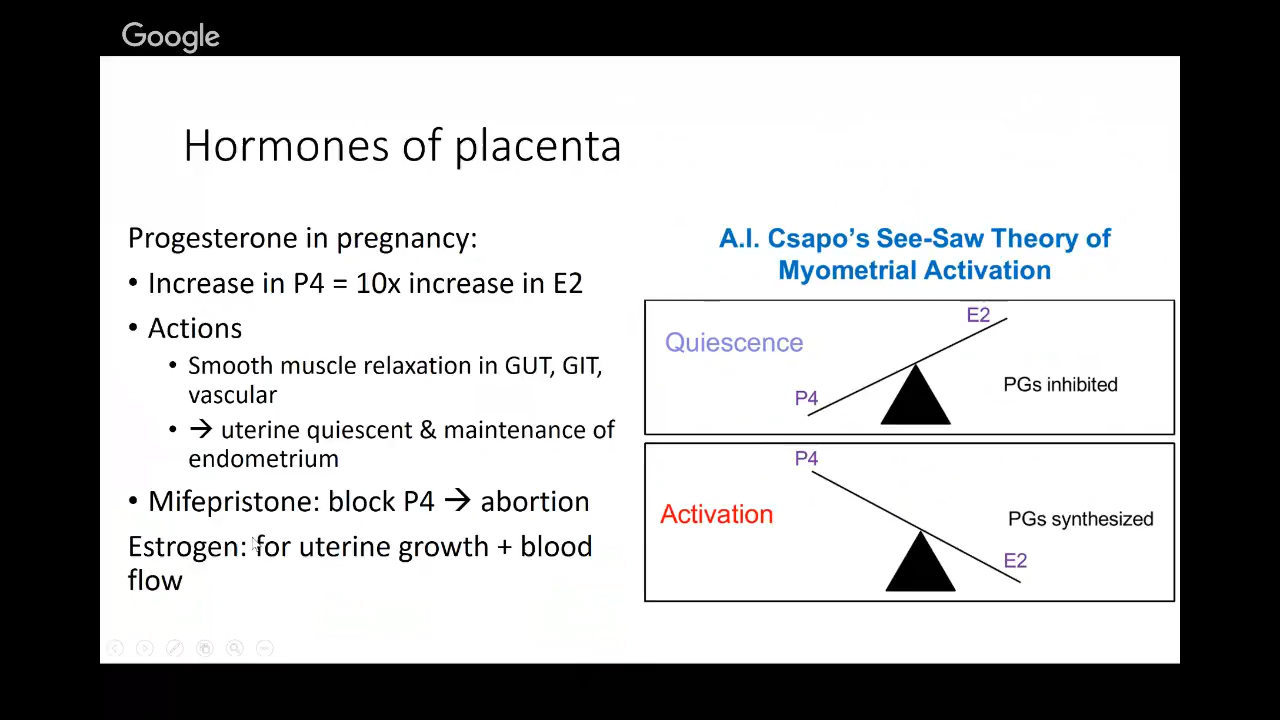 Google
Hormones of placenta
Progesterone in pregnancy:
• Increase in P4 = 10x increase in E2
• Actions
• Smooth muscle relaxation in GUT, GIT,
vascular
• → uterine quiescent & maintenance of
endometrium
• Mifepristone: block P4 → abortion
Estrogen: for uterine growth + blood
flow
A.I. Csapo's See-Saw Theory of
Myometrial Activation
E2
Quiescence
PGs inhibited
P4
P4
Activation
PGs synthesized
E2